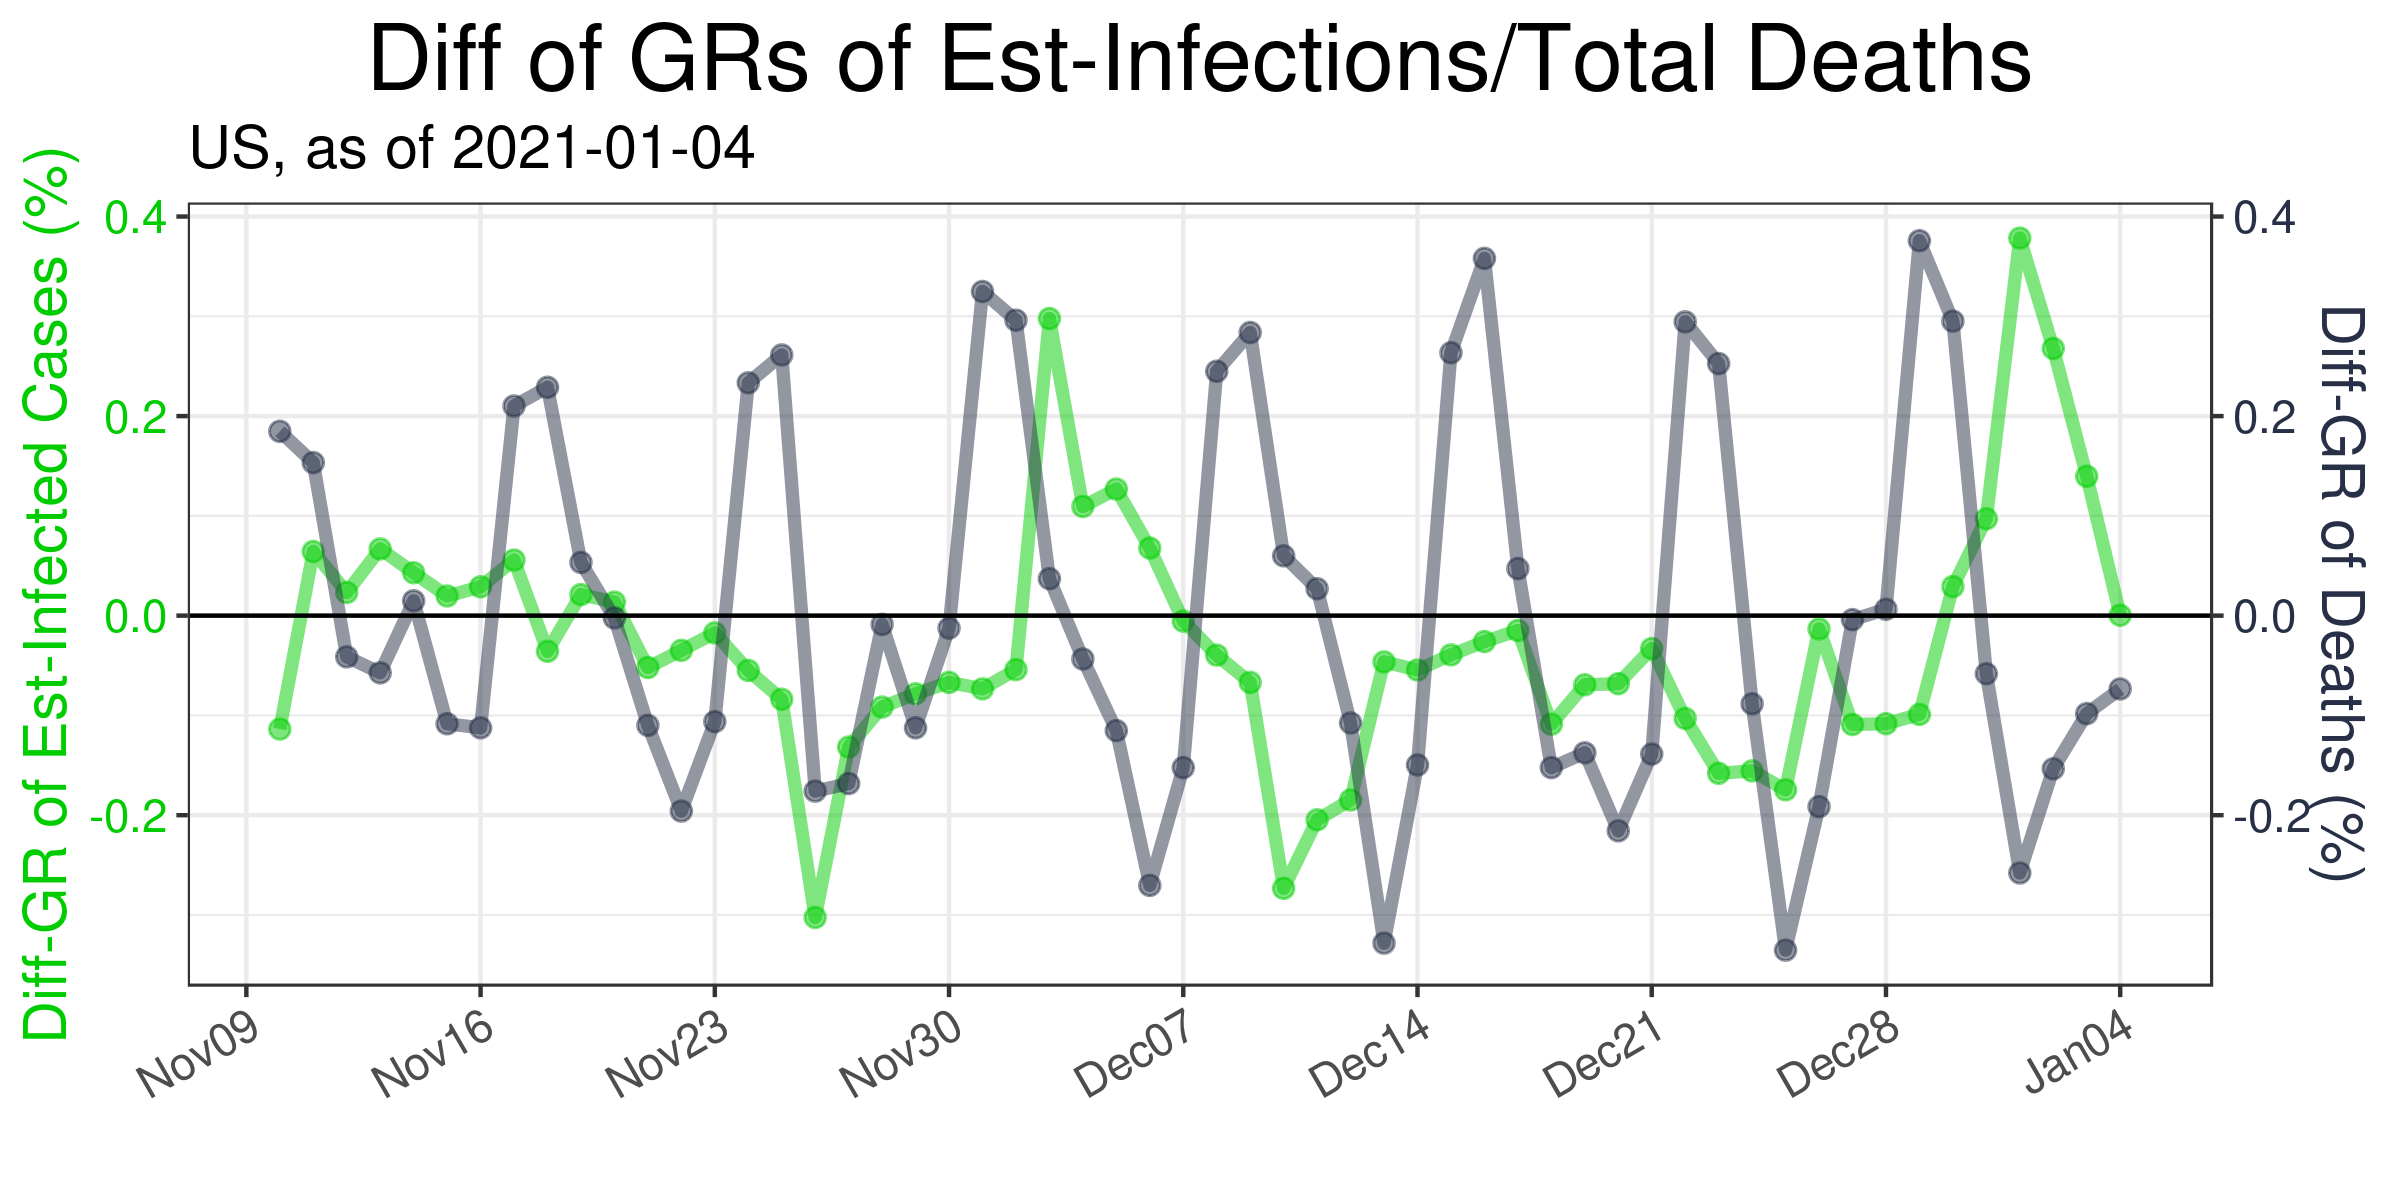 Diff of GRs of Est-Infections/Total Deaths
US, as of 2021-01-04
Diff-GR of Est-Infected Cases (%)
0.4
0.2
0.0
-0.2
0.4
0.2
0.0
-0.2
Diff-GR of Deaths (%)
Nov09
Nov16
Nov23
Nov30
Dec07
Dec14
Dec21
Dec28
Jan04